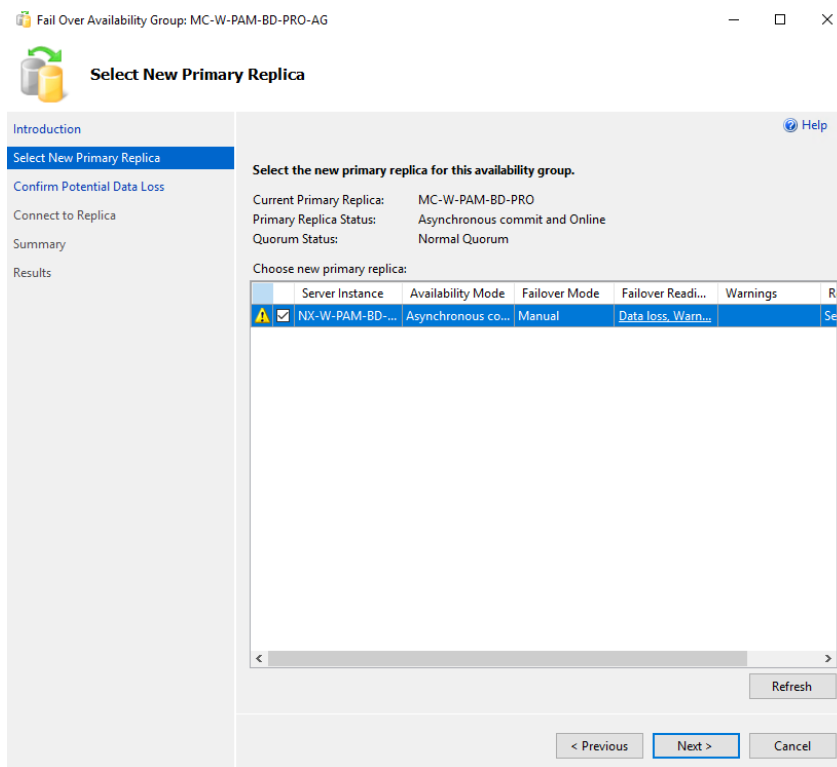 Fail Over Availability Group: MC-W-PAM-BD-PRO-AG
Select New Primary Replica
Help
Introduction
Select New Primary Replica
Confirm Potential Data Loss
Connect to Replica
Summary
Results
Select the new primary replica for this availability group.
Current Primary Replica: MC-W-PAM-BD-PRO
Primary Replica Status: Asynchronous commit and Online
Quorum Status: Normal Quorum
Choose new primary replica:
Server Instance Availability Mode Failover Mode Failover Readi... Warnings R
NX-W-PAM-BD-... Asynchronous co... Manual Data loss, Warn... Se
Refresh
< Previous Next > Cancel